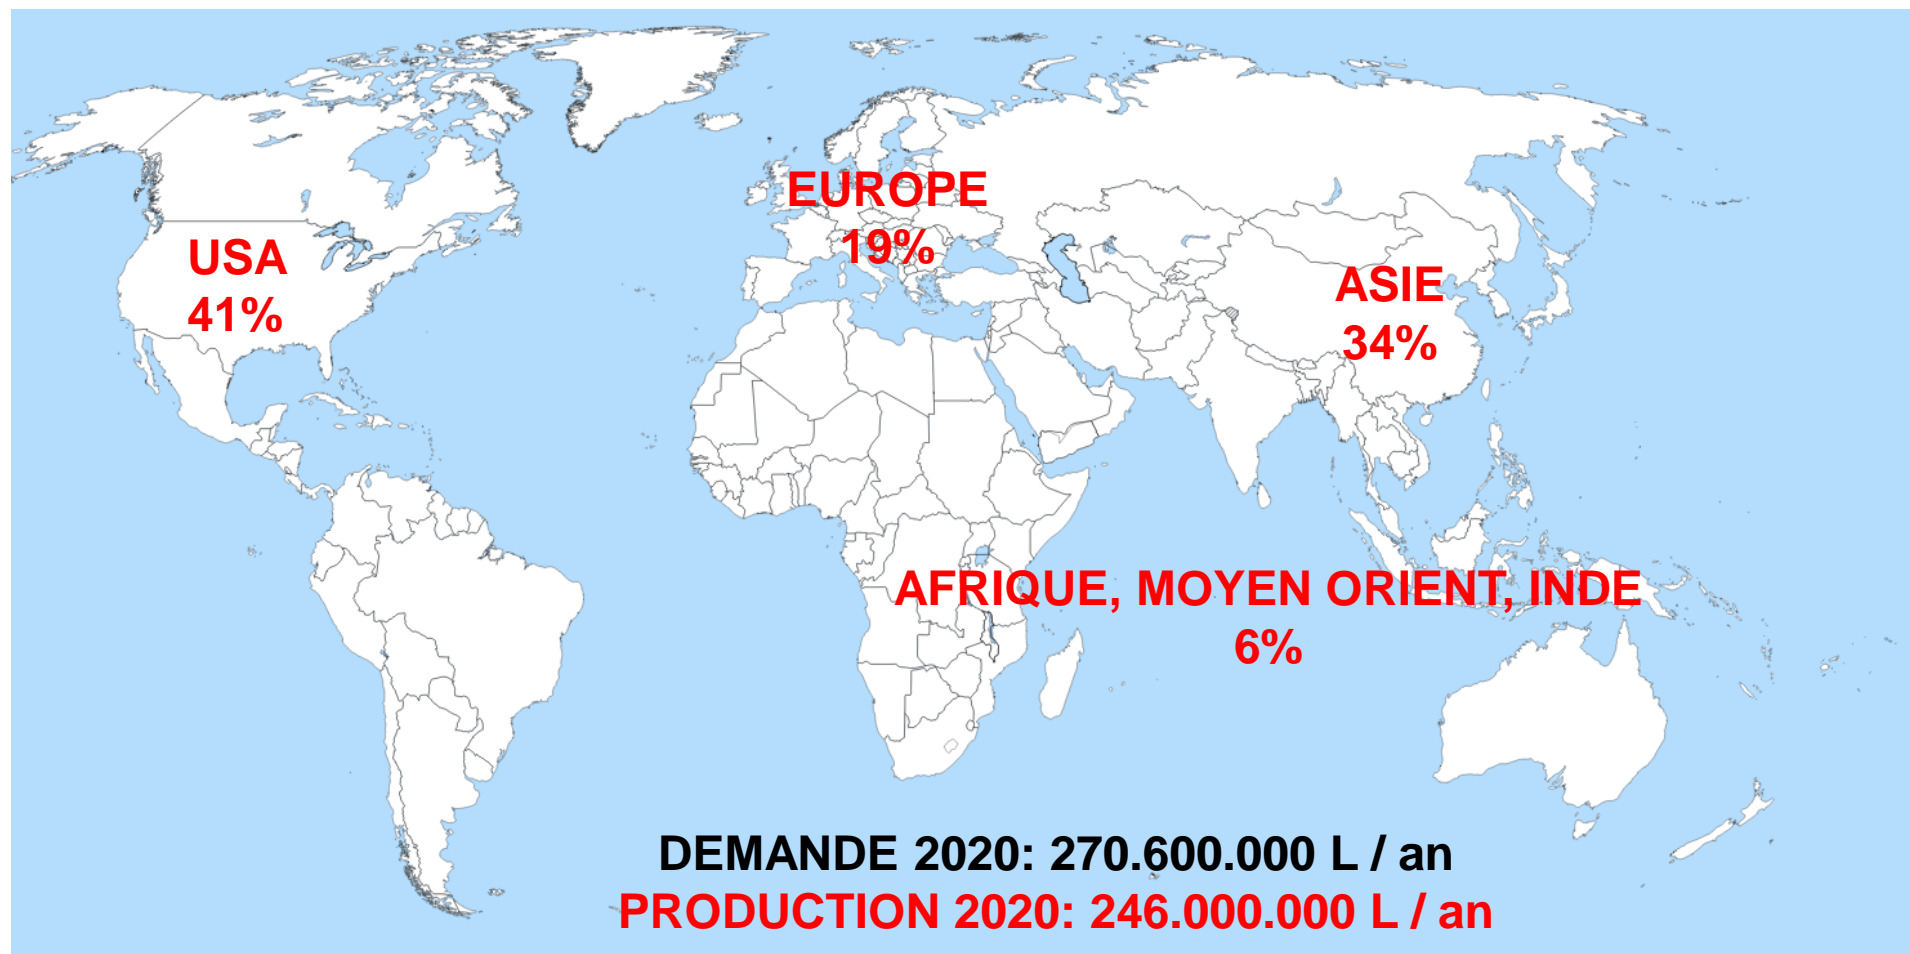 EUROPE
19%
USA
41%
ASIE
34%
AFRIQUE, MOYEN ORIENT, INDE
6%
DEMANDE 2020: 270.600.000 L / an
PRODUCTION 2020: 246.000.000 L / an